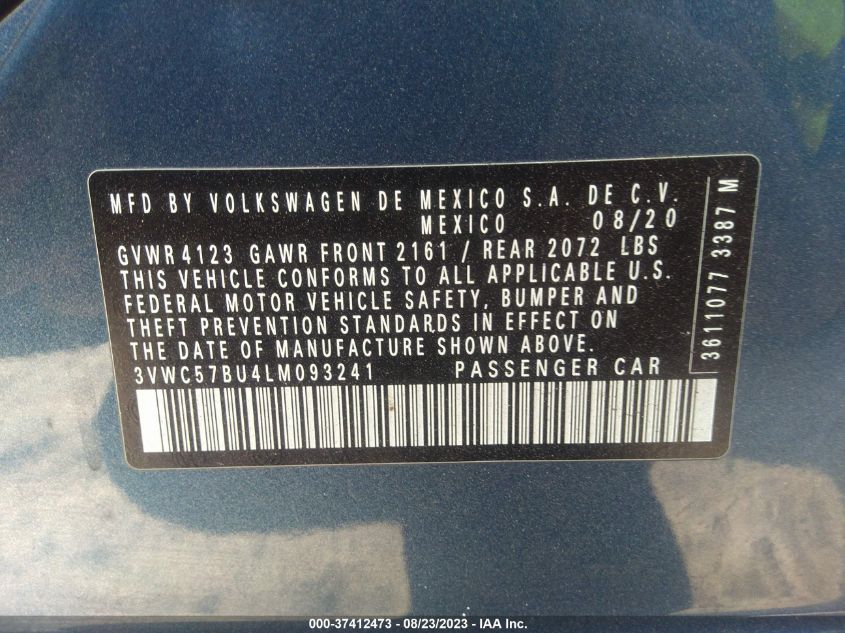 MFD BY VOLKSWAGEN DE MEXICO S.A. DE C.V.
MEXICO 08/20
GVWR 4123 GAWR FRONT 2161 / REAR 2072 LBS
THIS VEHICLE CONFORMS TO ALL APPLICABLE U.S.
FEDERAL MOTOR VEHICLE SAFETY, BUMPER AND
THEFT PREVENTION STANDARDS IN EFFECT ON
THE DATE OF MANUFACTURE SHOWN ABOVE.
3VWC57BU4LM093241 PASSENGER CAR
3611077 3387 M
000-37412473 - 08/23/2023 - IAA Inc.